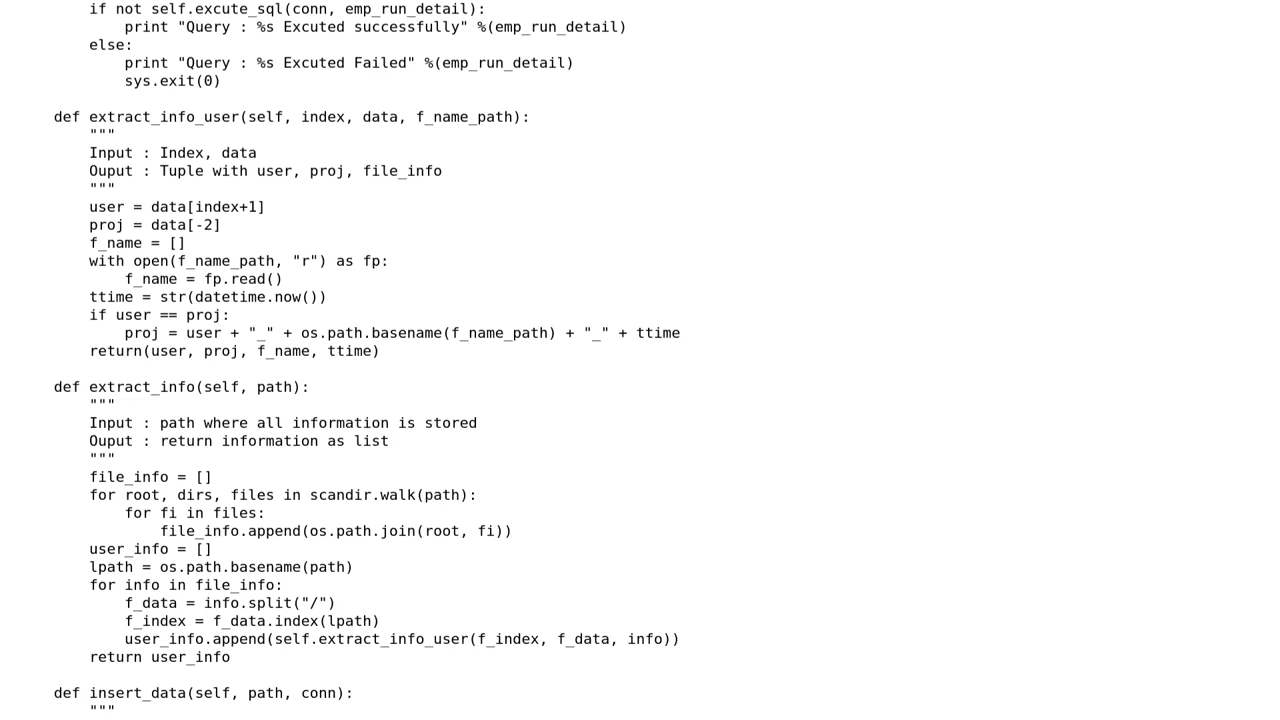 if not self.excute_sql(conn, emp_run_detail):
            print "Query : %s Excuted successfully" %(emp_run_detail)
        else:
            print "Query : %s Excuted Failed" %(emp_run_detail)
            sys.exit(0)

    def extract_info_user(self, index, data, f_name_path):
        """
        Input : Index, data
        Ouput : Tuple with user, proj, file_info
        """
        user = data[index+1]
        proj = data[-2]
        f_name = []
        with open(f_name_path, "r") as fp:
            f_name = fp.read()
        ttime = str(datetime.now())
        if user == proj:
            proj = user + "_" + os.path.basename(f_name_path) + "_" + ttime
        return(user, proj, f_name, ttime)

    def extract_info(self, path):
        """
        Input : path where all information is stored
        Ouput : return information as list
        """
        file_info = []
        for root, dirs, files in scandir.walk(path):
            for fi in files:
                file_info.append(os.path.join(root, fi))
        user_info = []
        lpath = os.path.basename(path)
        for info in file_info:
            f_data = info.split("/")
            f_index = f_data.index(lpath)
            user_info.append(self.extract_info_user(f_index, f_data, info))
        return user_info

    def insert_data(self, path, conn):
        """